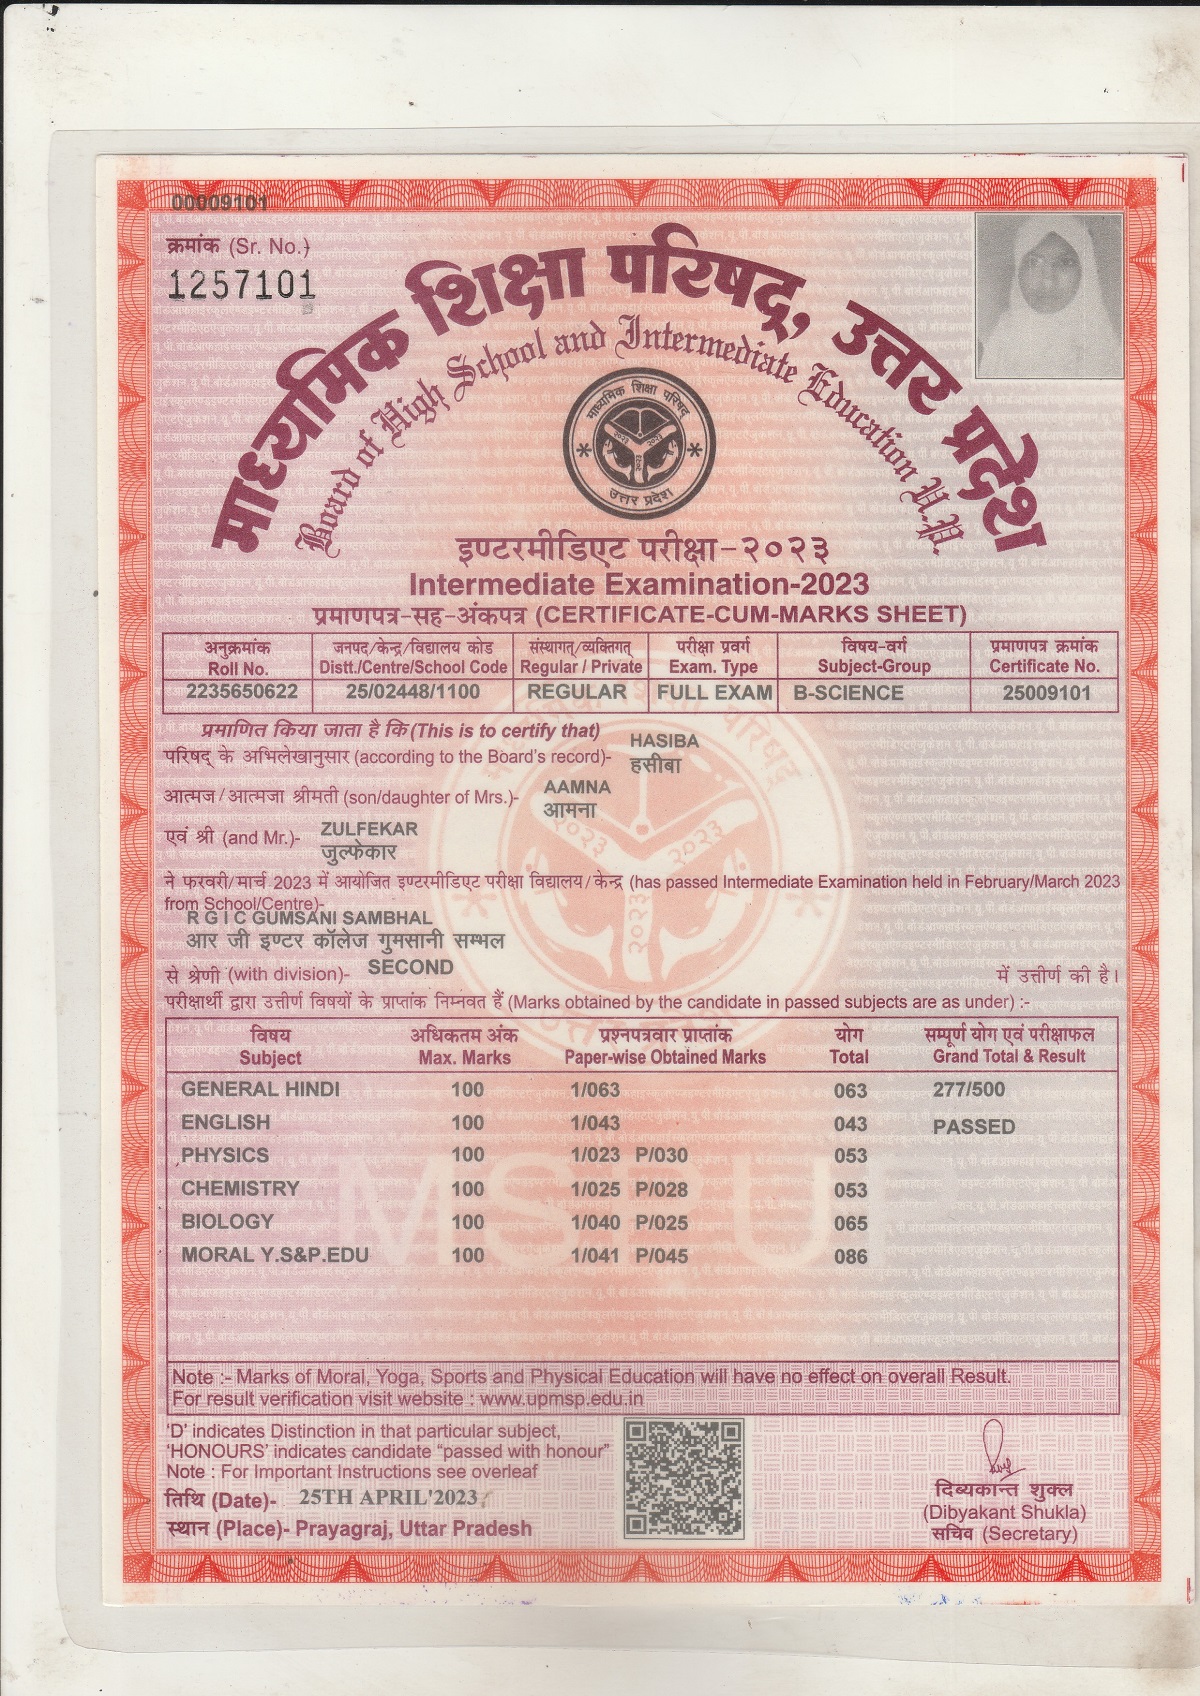 00009101
क्रमांक (Sr. No.)
1257101
माध्यमिक शिक्षा परिषद्, उत्तर प्रदेश
Board of High School and Intermediate Education U.P.
माध्यमिक शिक्षा परिषद्
उत्तर प्रदेश
इण्टरमीडिएट परीक्षा-२०२३
Intermediate Examination-2023
प्रमाणपत्र-सह-अंकपत्र (CERTIFICATE-CUM-MARKS SHEET)
अनुक्रमांक जनपद/केन्द्र/विद्यालय कोड संस्थागत/व्यक्तिगत परीक्षा प्रवर्ग विषय-वर्ग प्रमाणपत्र क्रमांक
Roll No. Distt./Centre/School Code Regular / Private Exam. Type Subject-Group Certificate No.
2235650622 25/02448/1100 REGULAR FULL EXAM B-SCIENCE 25009101
प्रमाणित किया जाता है कि (This is to certify that)
HASIBA
परिषद् के अभिलेखानुसार (according to the Board's record)- हसीबा
AAMNA
आत्मज/आत्मजा श्रीमती (son/daughter of Mrs.)- आमना
ZULFEKAR
एवं श्री (and Mr.)- जुल्फेकार
ने फरवरी/मार्च 2023 में आयोजित इण्टरमीडिएट परीक्षा विद्यालय/केन्द्र (has passed Intermediate Examination held in February/March 2023
from School/Centre)-
R G I C GUMSANI SAMBHAL
आर जी इण्टर कॉलेज गुमसानी सम्भल
से श्रेणी (with division)- SECOND में उत्तीर्ण की है।
परीक्षार्थी द्वारा उत्तीर्ण विषयों के प्राप्तांक निम्नवत हैं (Marks obtained by the candidate in passed subjects are as under) :-
विषय अधिकतम अंक प्रश्नपत्रवार प्राप्तांक योग सम्पूर्ण योग एवं परीक्षाफल
Subject Max. Marks Paper-wise Obtained Marks Total Grand Total & Result
GENERAL HINDI 100 1/063 063 277/500
ENGLISH 100 1/043 043 PASSED
PHYSICS 100 1/023 P/030 053
CHEMISTRY 100 1/025 P/028 053
BIOLOGY 100 1/040 P/025 065
MORAL Y.S&P.EDU 100 1/041 P/045 086
Note :- Marks of Moral, Yoga, Sports and Physical Education will have no effect on overall Result.
For result verification visit website : www.upmsp.edu.in
'D' indicates Distinction in that particular subject,
'HONOURS' indicates candidate "passed with honour"
Note : For Important Instructions see overleaf
तिथि (Date)- 25TH APRIL'2023
स्थान (Place)- Prayagraj, Uttar Pradesh
दिव्यकान्त शुक्ल
(Dibyakant Shukla)
सचिव (Secretary)